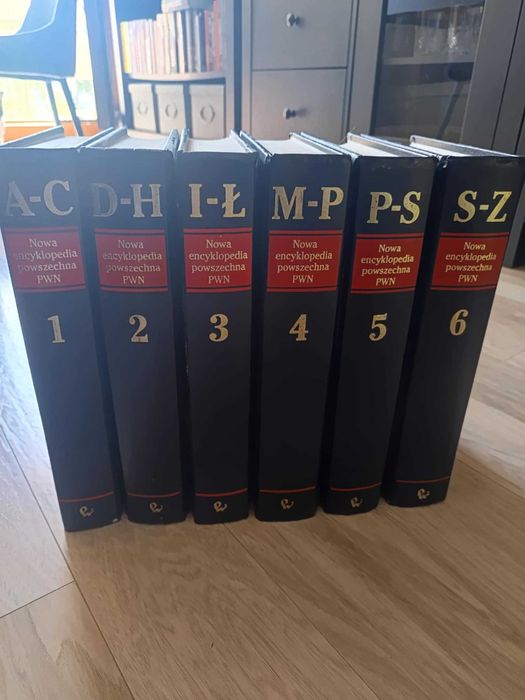 A-C
Nowa
encyklopedia
powszechna
PWN
1
D-H
Nowa
encyklopedia
powszechna
PWN
2
I-Ł
Nowa
encyklopedia
powszechna
PWN
3
M-P
Nowa
encyklopedia
powszechna
PWN
4
P-S
Nowa
encyklopedia
powszechna
PWN
5
S-Z
Nowa
encyklopedia
powszechna
PWN
6